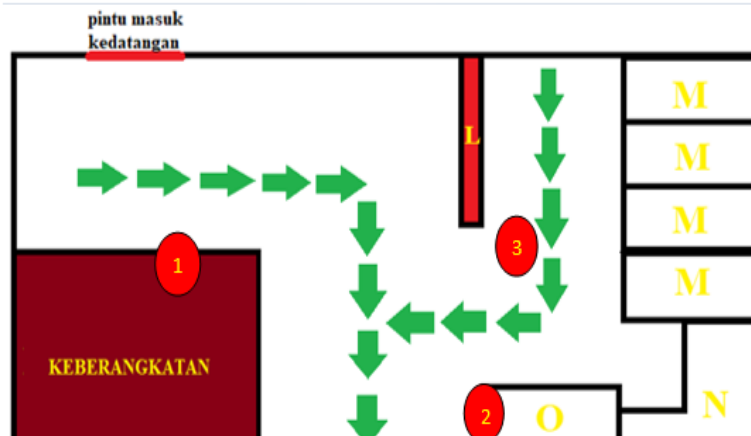 pintu masuk
kedatangan
L
M
M
M
M
3
1
KEBERANGKATAN
2
O
N